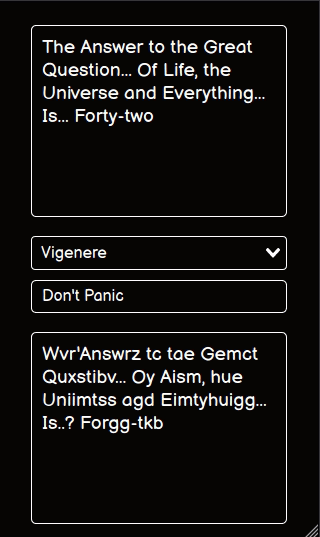 The Answer to the Great
Question... Of Life, the
Universe and Everything...
Is... Forty-two
Vigenere
Don't Panic
Wvr'Answrz tc tae Gemct
Quxstibv... Oy Aism, hue
Uniimtss agd Eimtyhuigg...
Is..? Forgg-tkb